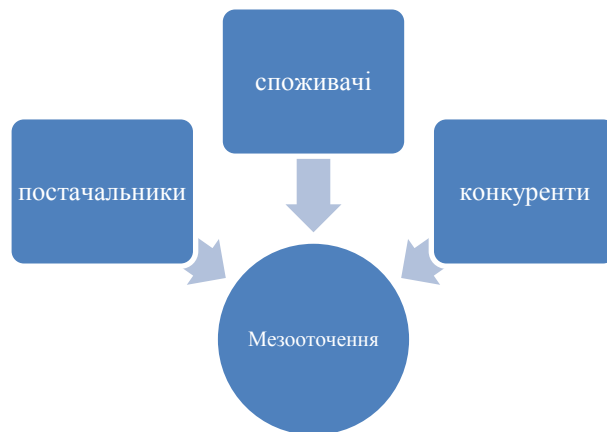 споживачі
постачальники
конкуренти
Мезооточення